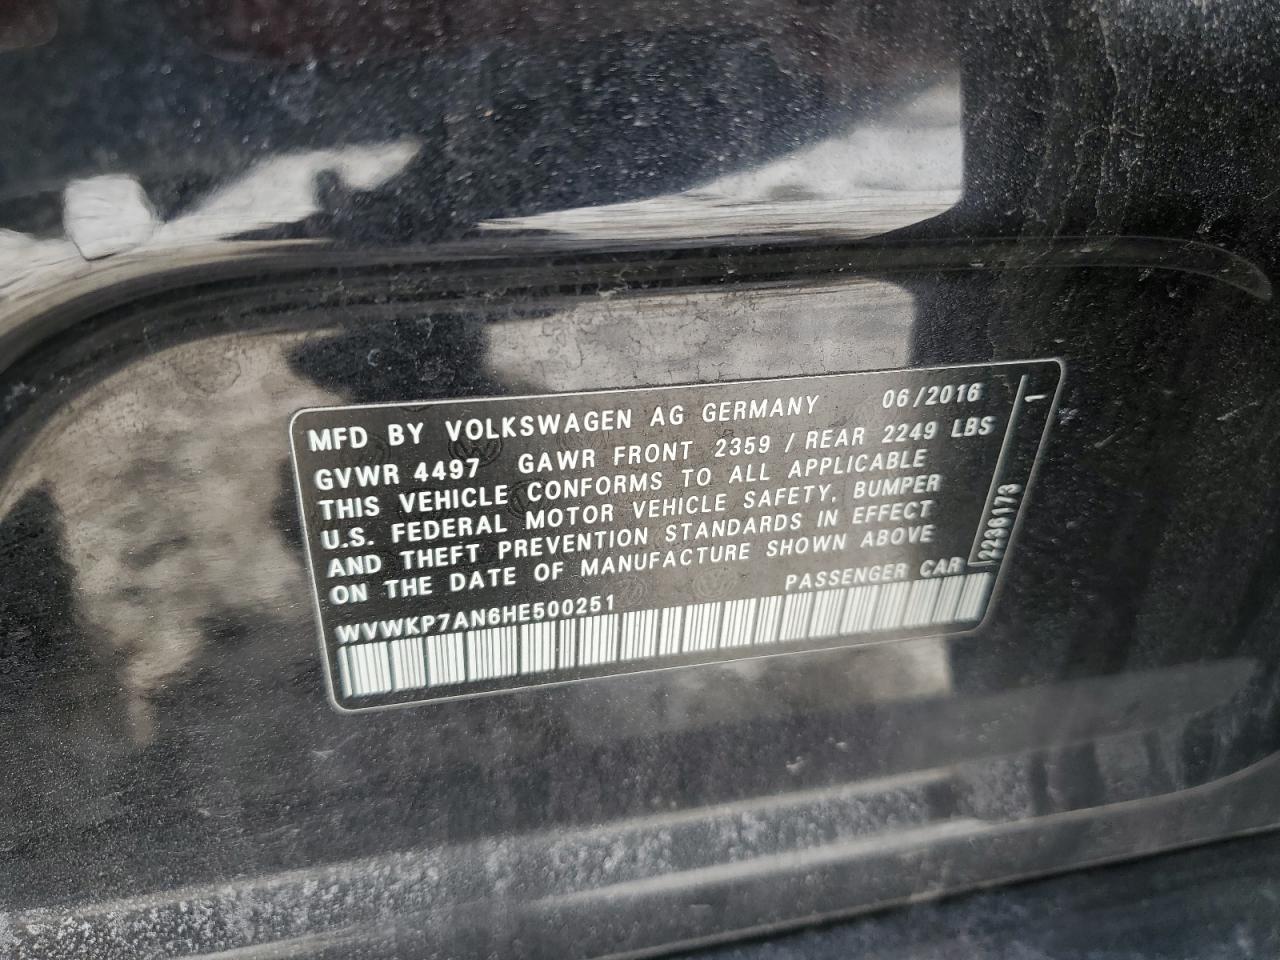 MFD BY VOLKSWAGEN AG GERMANY 06/2016
GVWR 4497 GAWR FRONT 2359 / REAR 2249 LBS
THIS VEHICLE CONFORMS TO ALL APPLICABLE
U.S. FEDERAL MOTOR VEHICLE SAFETY, BUMPER
AND THEFT PREVENTION STANDARDS IN EFFECT
ON THE DATE OF MANUFACTURE SHOWN ABOVE
PASSENGER CAR
WVWKP7AN6HE500251
2236173
1